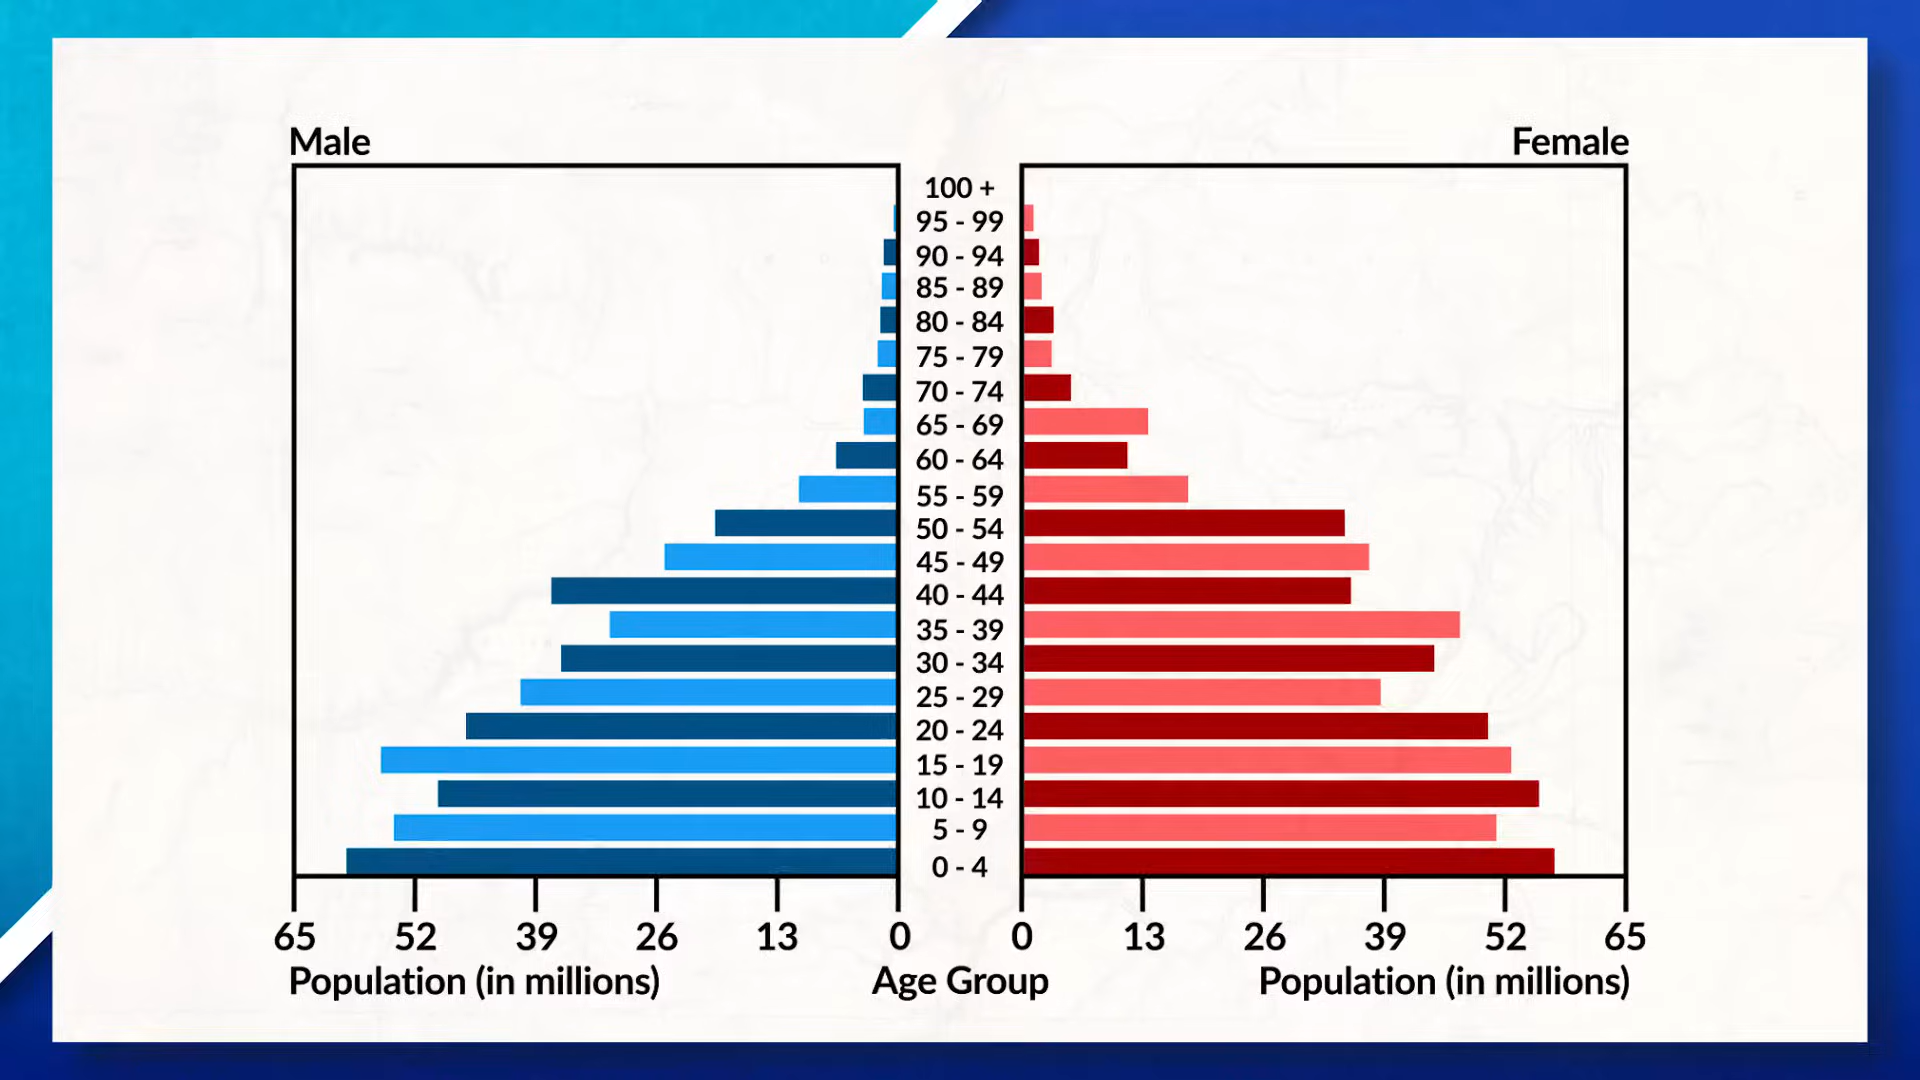 Male
Female
100 +
95 - 99
90 - 94
85 - 89
80 - 84
75 - 79
70 - 74
65 - 69
60 - 64
55 - 59
50 - 54
45 - 49
40 - 44
35 - 39
30 - 34
25 - 29
20 - 24
15 - 19
10 - 14
5 - 9
0 - 4
65 52 39 26 13 0 0 13 26 39 52 65
Population (in millions) Age Group Population (in millions)